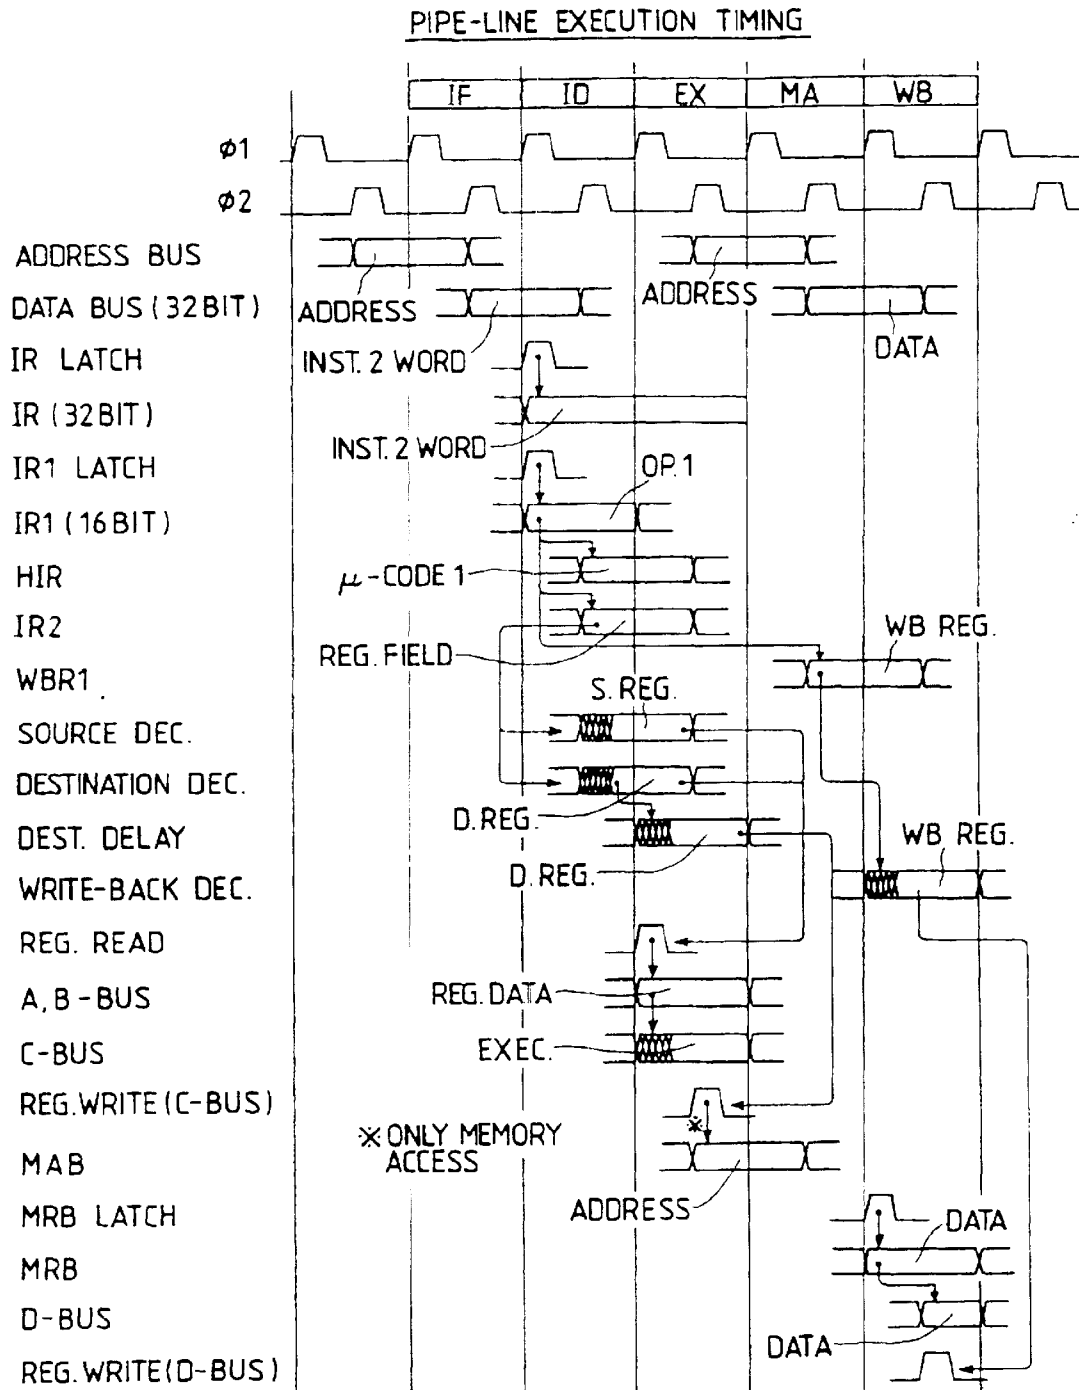 PIPE-LINE EXECUTION TIMING
IF ID EX MA WB
ø1
ø2
ADDRESS BUS
ADDRESS ADDRESS
DATA BUS (32BIT)
INST. 2 WORD DATA
IR LATCH
IR (32BIT)
INST. 2 WORD
IR1 LATCH
OP.1
IR1 (16BIT)
HIR
μ-CODE 1
IR2
REG. FIELD
WB REG.
WBR1
S. REG.
SOURCE DEC.
DESTINATION DEC.
D.REG.
DEST. DELAY
D. REG.
WB REG.
WRITE-BACK DEC.
REG. READ
A, B-BUS
REG. DATA
C-BUS
EXEC.
REG. WRITE (C-BUS)
※
※ ONLY MEMORY
ACCESS
MAB
ADDRESS
MRB LATCH
DATA
MRB
D-BUS
DATA
REG. WRITE (D-BUS)